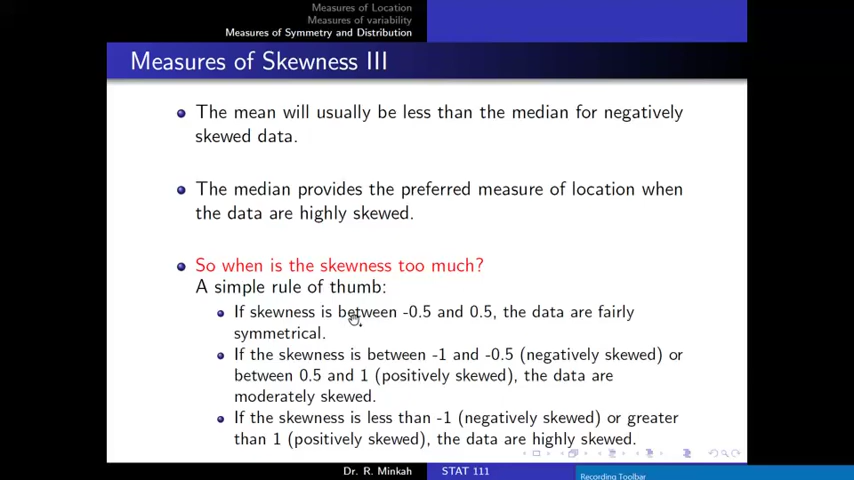 Measures of Location
Measures of variability
Measures of Symmetry and Distribution
Measures of Skewness III
The mean will usually be less than the median for negatively
skewed data.
The median provides the preferred measure of location when
the data are highly skewed.
So when is the skewness too much?
A simple rule of thumb:
If skewness is between -0.5 and 0.5, the data are fairly
symmetrical.
If the skewness is between -1 and -0.5 (negatively skewed) or
between 0.5 and 1 (positively skewed), the data are
moderately skewed.
If the skewness is less than -1 (negatively skewed) or greater
than 1 (positively skewed), the data are highly skewed.
Dr. R. Minkah
STAT 111
Recording Toolbar